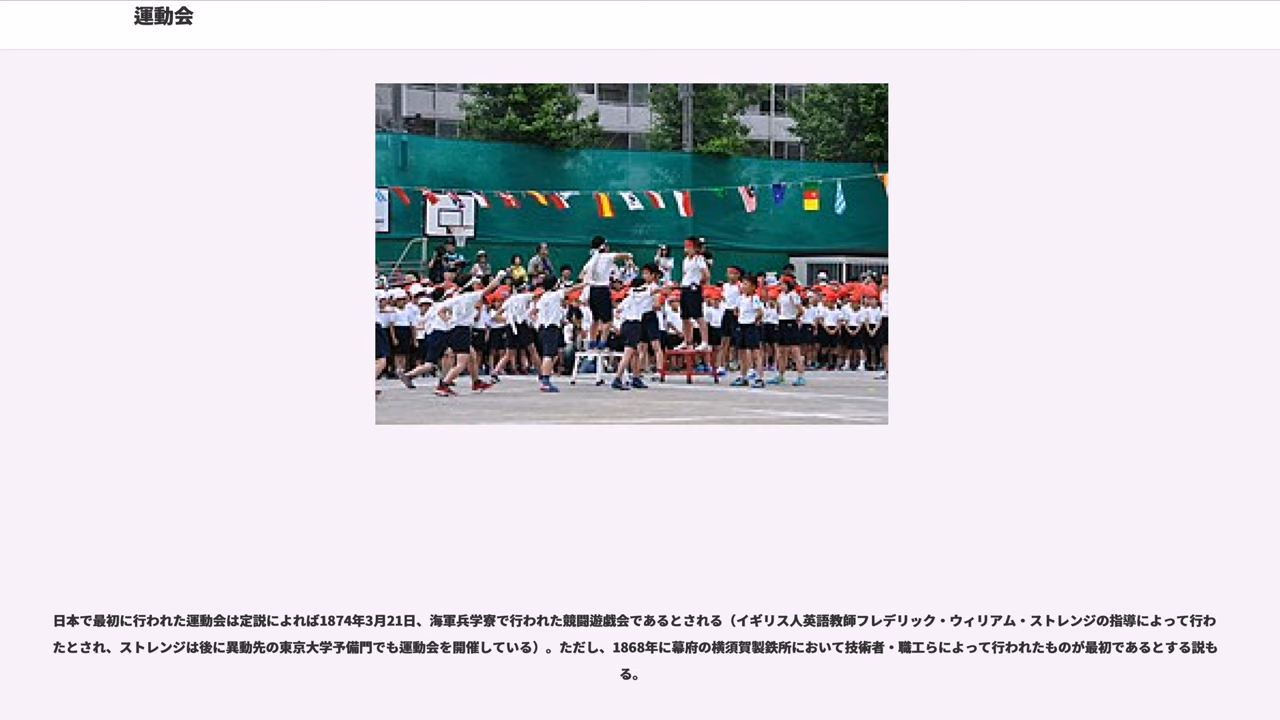 運動会
日本で最初に行われた運動会は定説によれば1874年3月21日、海軍兵学寮で行われた競闘遊戯会であるとされる（イギリス人英語教師フレデリック・ウィリアム・ストレンジの指導によって行わ
たとされ、ストレンジは後に異動先の東京大学予備門でも運動会を開催している）。ただし、1868年に幕府の横須賀製鉄所において技術者・職工らによって行われたものが最初であるとする説も
る。